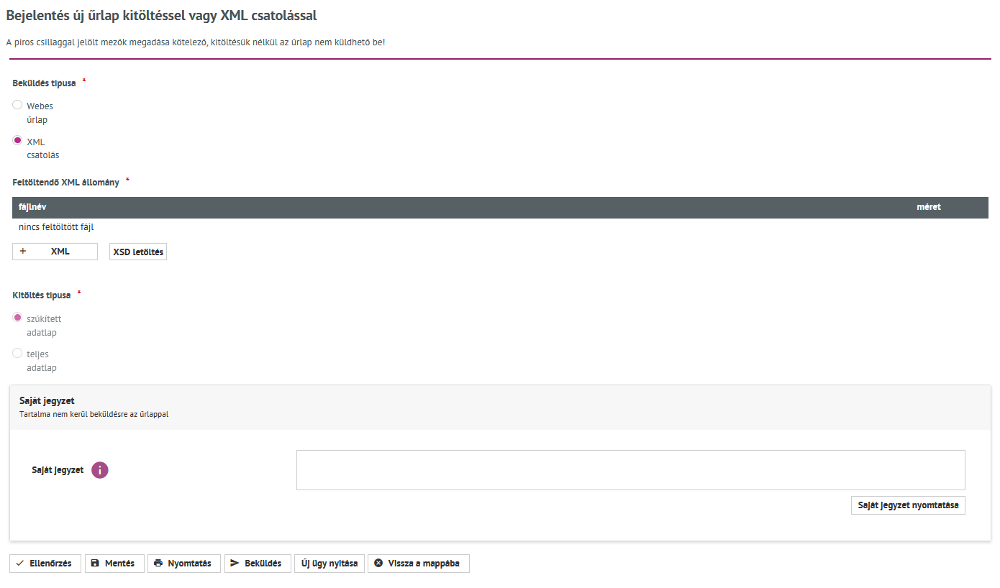 Bejelentés új űrlap kitöltéssel vagy XML csatolással
A piros csillaggal jelölt mezők megadása kötelező, kitöltésük nélkül az űrlap nem küldhető be!
Beküldés típusa *
Webes
űrlap
XML
csatolás
Feltöltendő XML állomány *
fájlnév méret
nincs feltöltött fájl
+ XML XSD letöltés
Kitöltés típusa *
szűkített
adatlap
teljes
adatlap
Saját jegyzet
Tartalma nem kerül beküldésre az űrlappal
Saját jegyzet i
Saját jegyzet nyomtatása
Ellenőrzés Mentés Nyomtatás Beküldés Új ügy nyitása Vissza a mappába